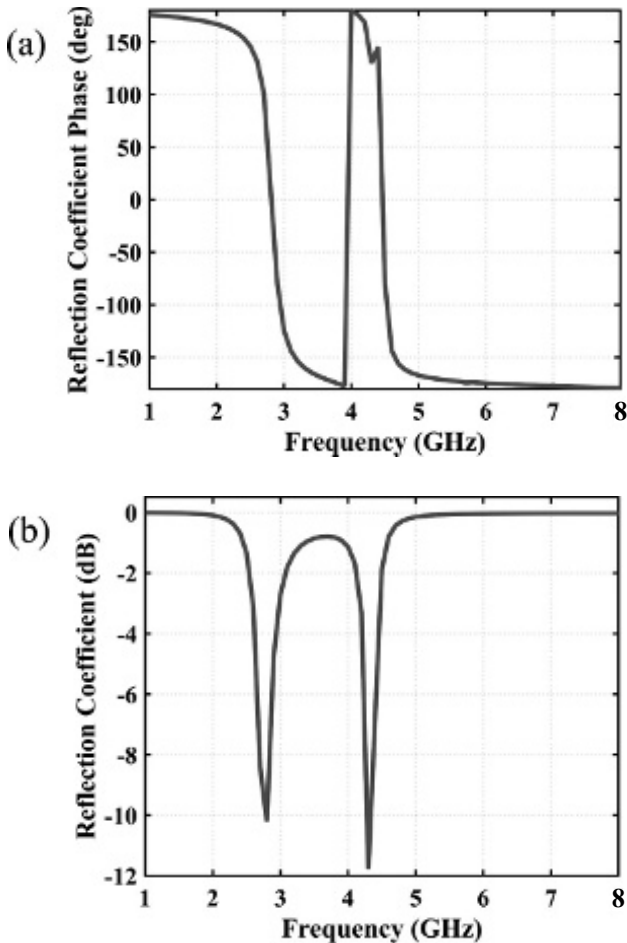 (a)
Reflection Coefficient Phase (deg)
150
100
50
0
-50
-100
-150
1 2 3 4 5 6 7 8
Frequency (GHz)
(b)
Reflection Coefficient (dB)
0
-2
-4
-6
-8
-10
-12
1 2 3 4 5 6 7 8
Frequency (GHz)